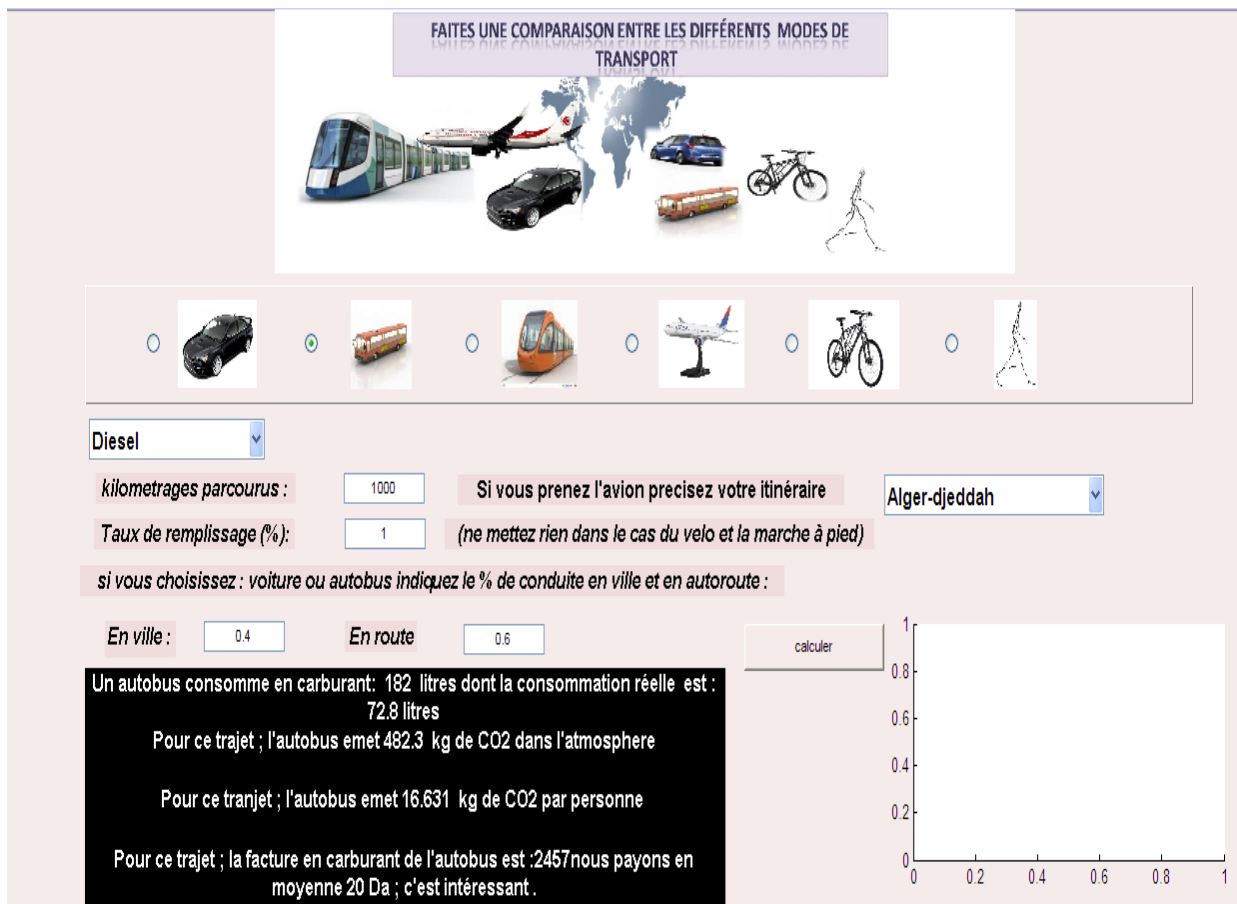 FAITES UNE COMPARAISON ENTRE LES DIFFÉRENTS MODES DE
TRANSPORT
Diesel
kilometrages parcourus :
1000
Si vous prenez l'avion precisez votre itinéraire
Alger-djeddah
Taux de remplissage (%):
1
(ne mettez rien dans le cas du velo et la marche à pied)
si vous choisissez : voiture ou autobus indiquez le % de conduite en ville et en autoroute :
En ville :
0.4
En route
0.6
calculer
Un autobus consomme en carburant: 182 litres dont la consommation réelle est :
72.8 litres
Pour ce trajet ; l'autobus emet 482.3 kg de CO2 dans l'atmosphere
Pour ce tranjet ; l'autobus emet 16.631 kg de CO2 par personne
Pour ce trajet ; la facture en carburant de l'autobus est :2457nous payons en
moyenne 20 Da ; c'est intéressant .
1
0.8
0.6
0.4
0.2
0
0 0.2 0.4 0.6 0.8 1